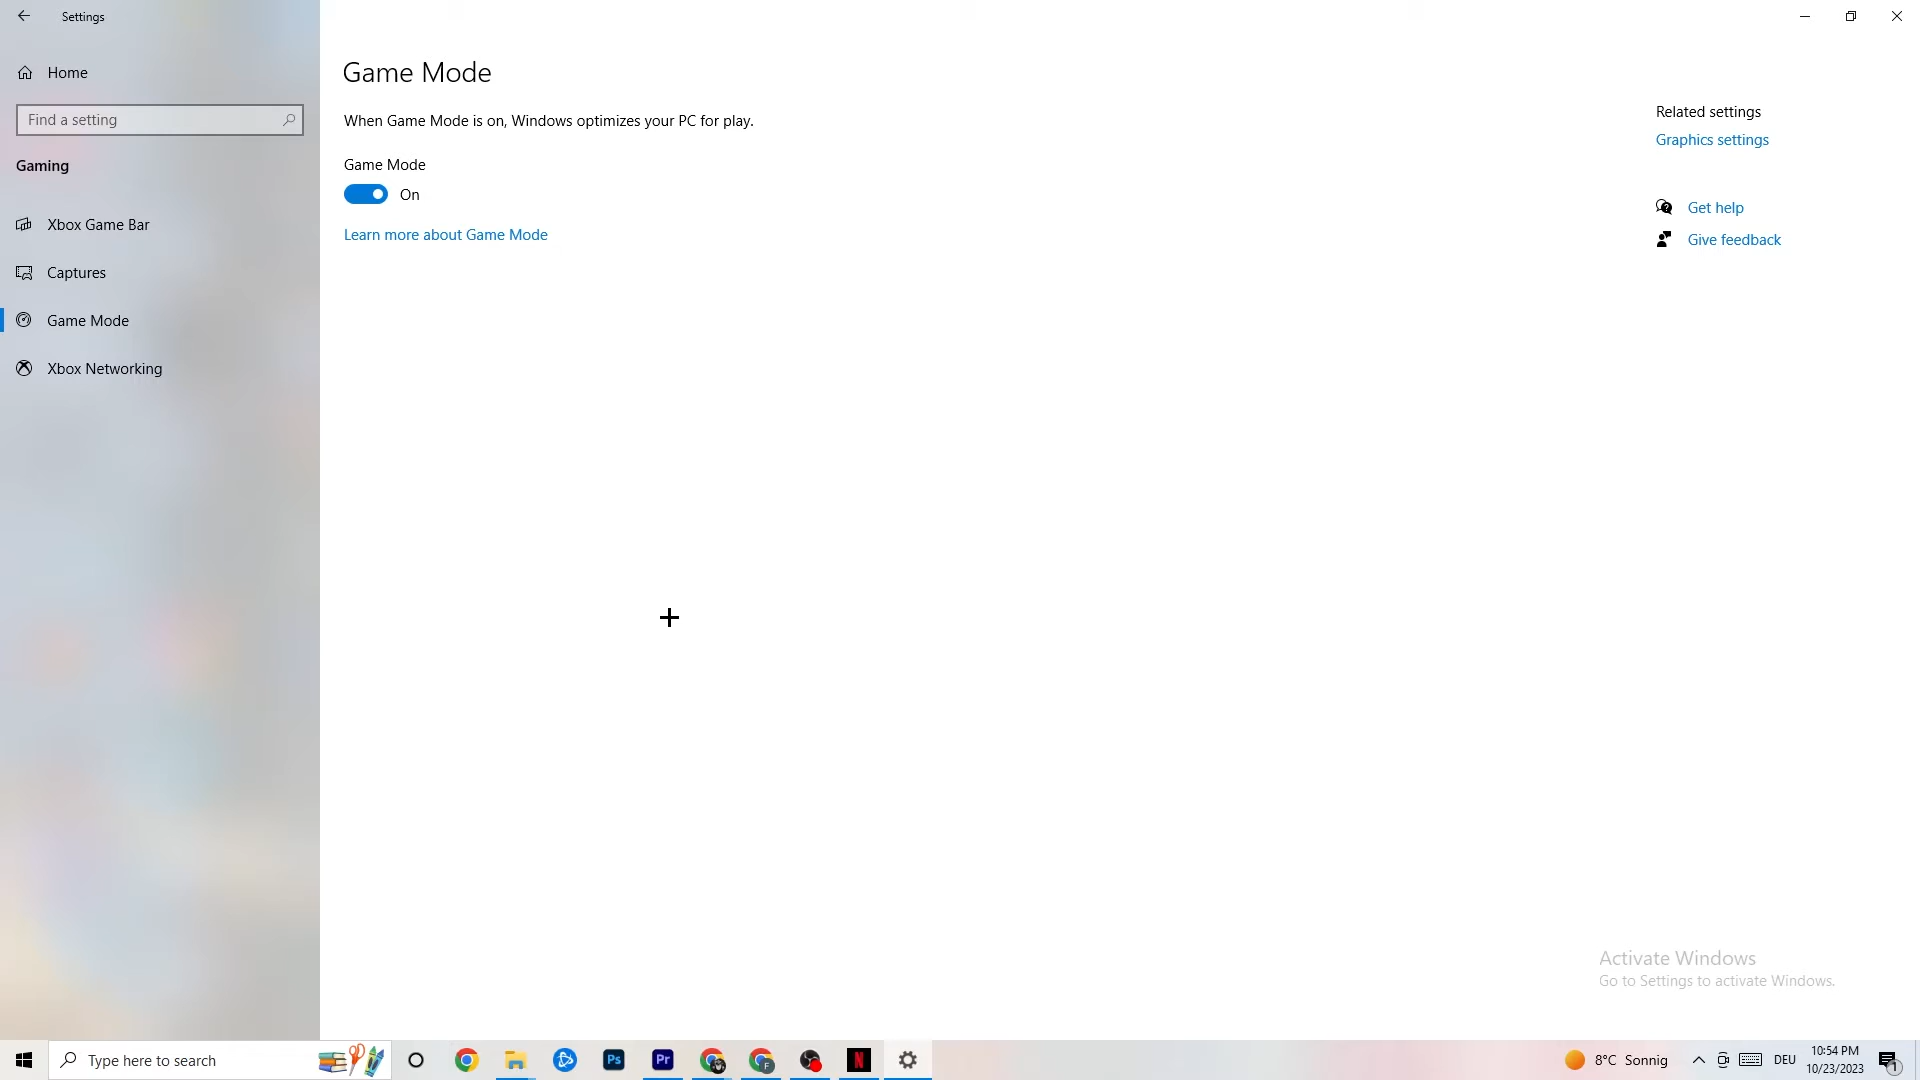 Settings
Home
Find a setting
Gaming
Xbox Game Bar
Captures
Game Mode
Xbox Networking
Game Mode
When Game Mode is on, Windows optimizes your PC for play.
Game Mode
On
Learn more about Game Mode
Related settings
Graphics settings
Get help
Give feedback
Activate Windows
Go to Settings to activate Windows.
Type here to search
Ps
Pr
F
N
8°C Sonnig
DEU
10:54 PM
10/23/2023
1